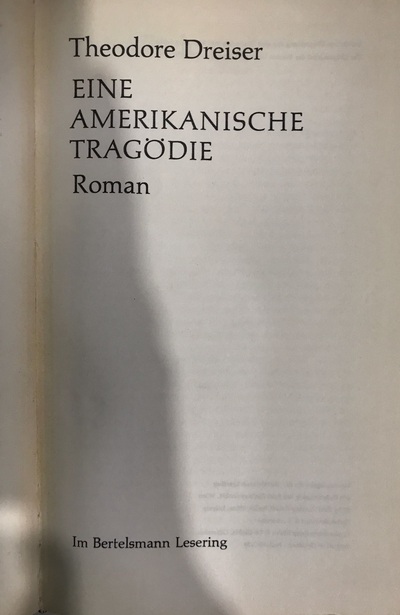 Theodore Dreiser
EINE
AMERIKANISCHE
TRAGÖDIE
Roman
Im Bertelsmann Lesering